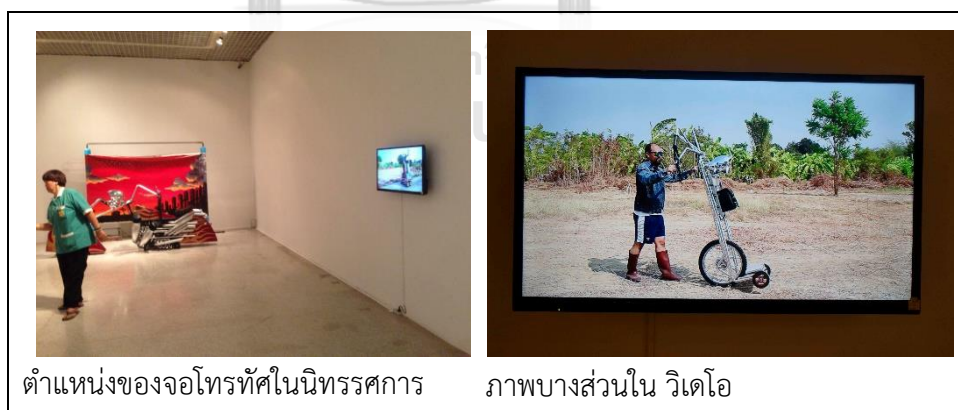 ตำแหน่งของจอโทรทัศในนิทรรศการ
ภาพบางส่วนใน วิเดโอ